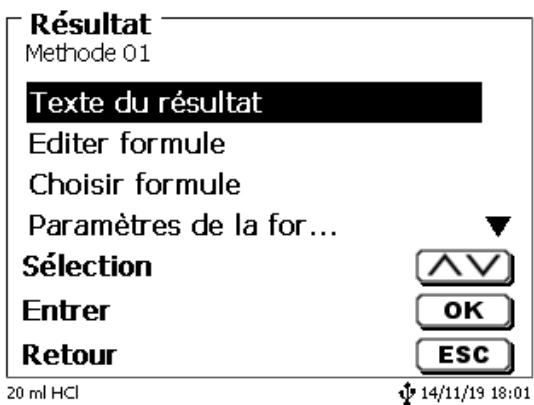 Résultat
Methode 01
Texte du résultat
Editer formule
Choisir formule
Paramètres de la for...
Sélection
Entrer OK
Retour ESC
20 ml HCl 14/11/19 18:01